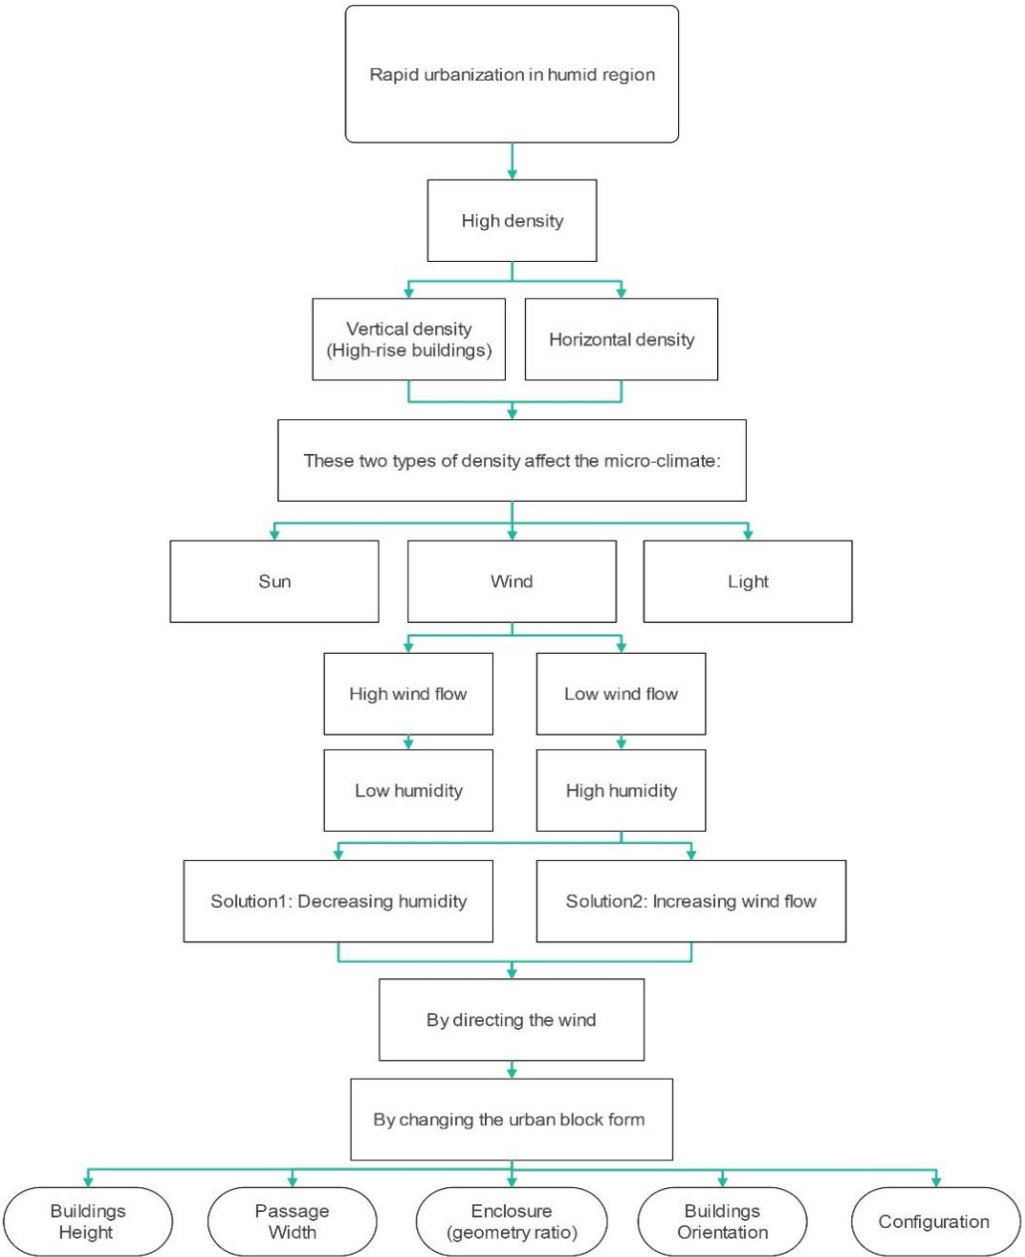 Rapid urbanization in humid region
High density
Vertical density
(High-rise buildings)
Horizontal density
These two types of density affect the micro-climate:
Sun
Wind
Light
High wind flow
Low wind flow
Low humidity
High humidity
Solution1: Decreasing humidity
Solution2: Increasing wind flow
By directing the wind
By changing the urban block form
Buildings
Height
Passage
Width
Enclosure
(geometry ratio)
Buildings
Orientation
Configuration